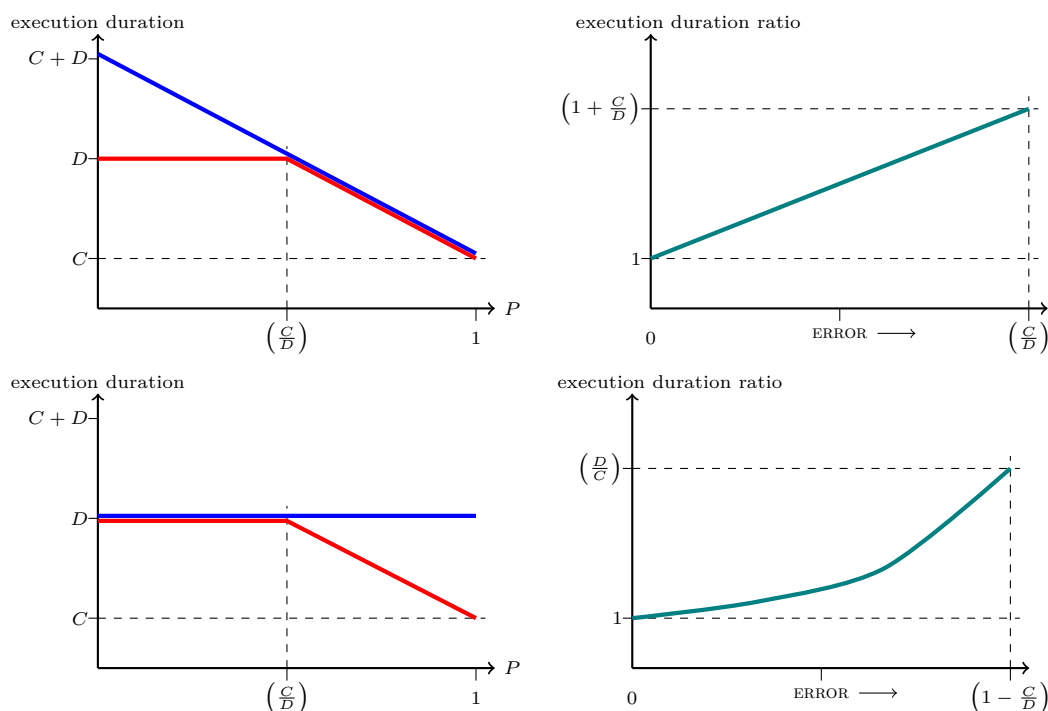 execution duration
C + D
D
C
(C/D)
1
P
execution duration ratio
(1 + C/D)
1
0
ERROR ⟶
(C/D)
execution duration
C + D
D
C
(C/D)
1
P
execution duration ratio
(D/C)
1
0
ERROR ⟶
(1 − C/D)